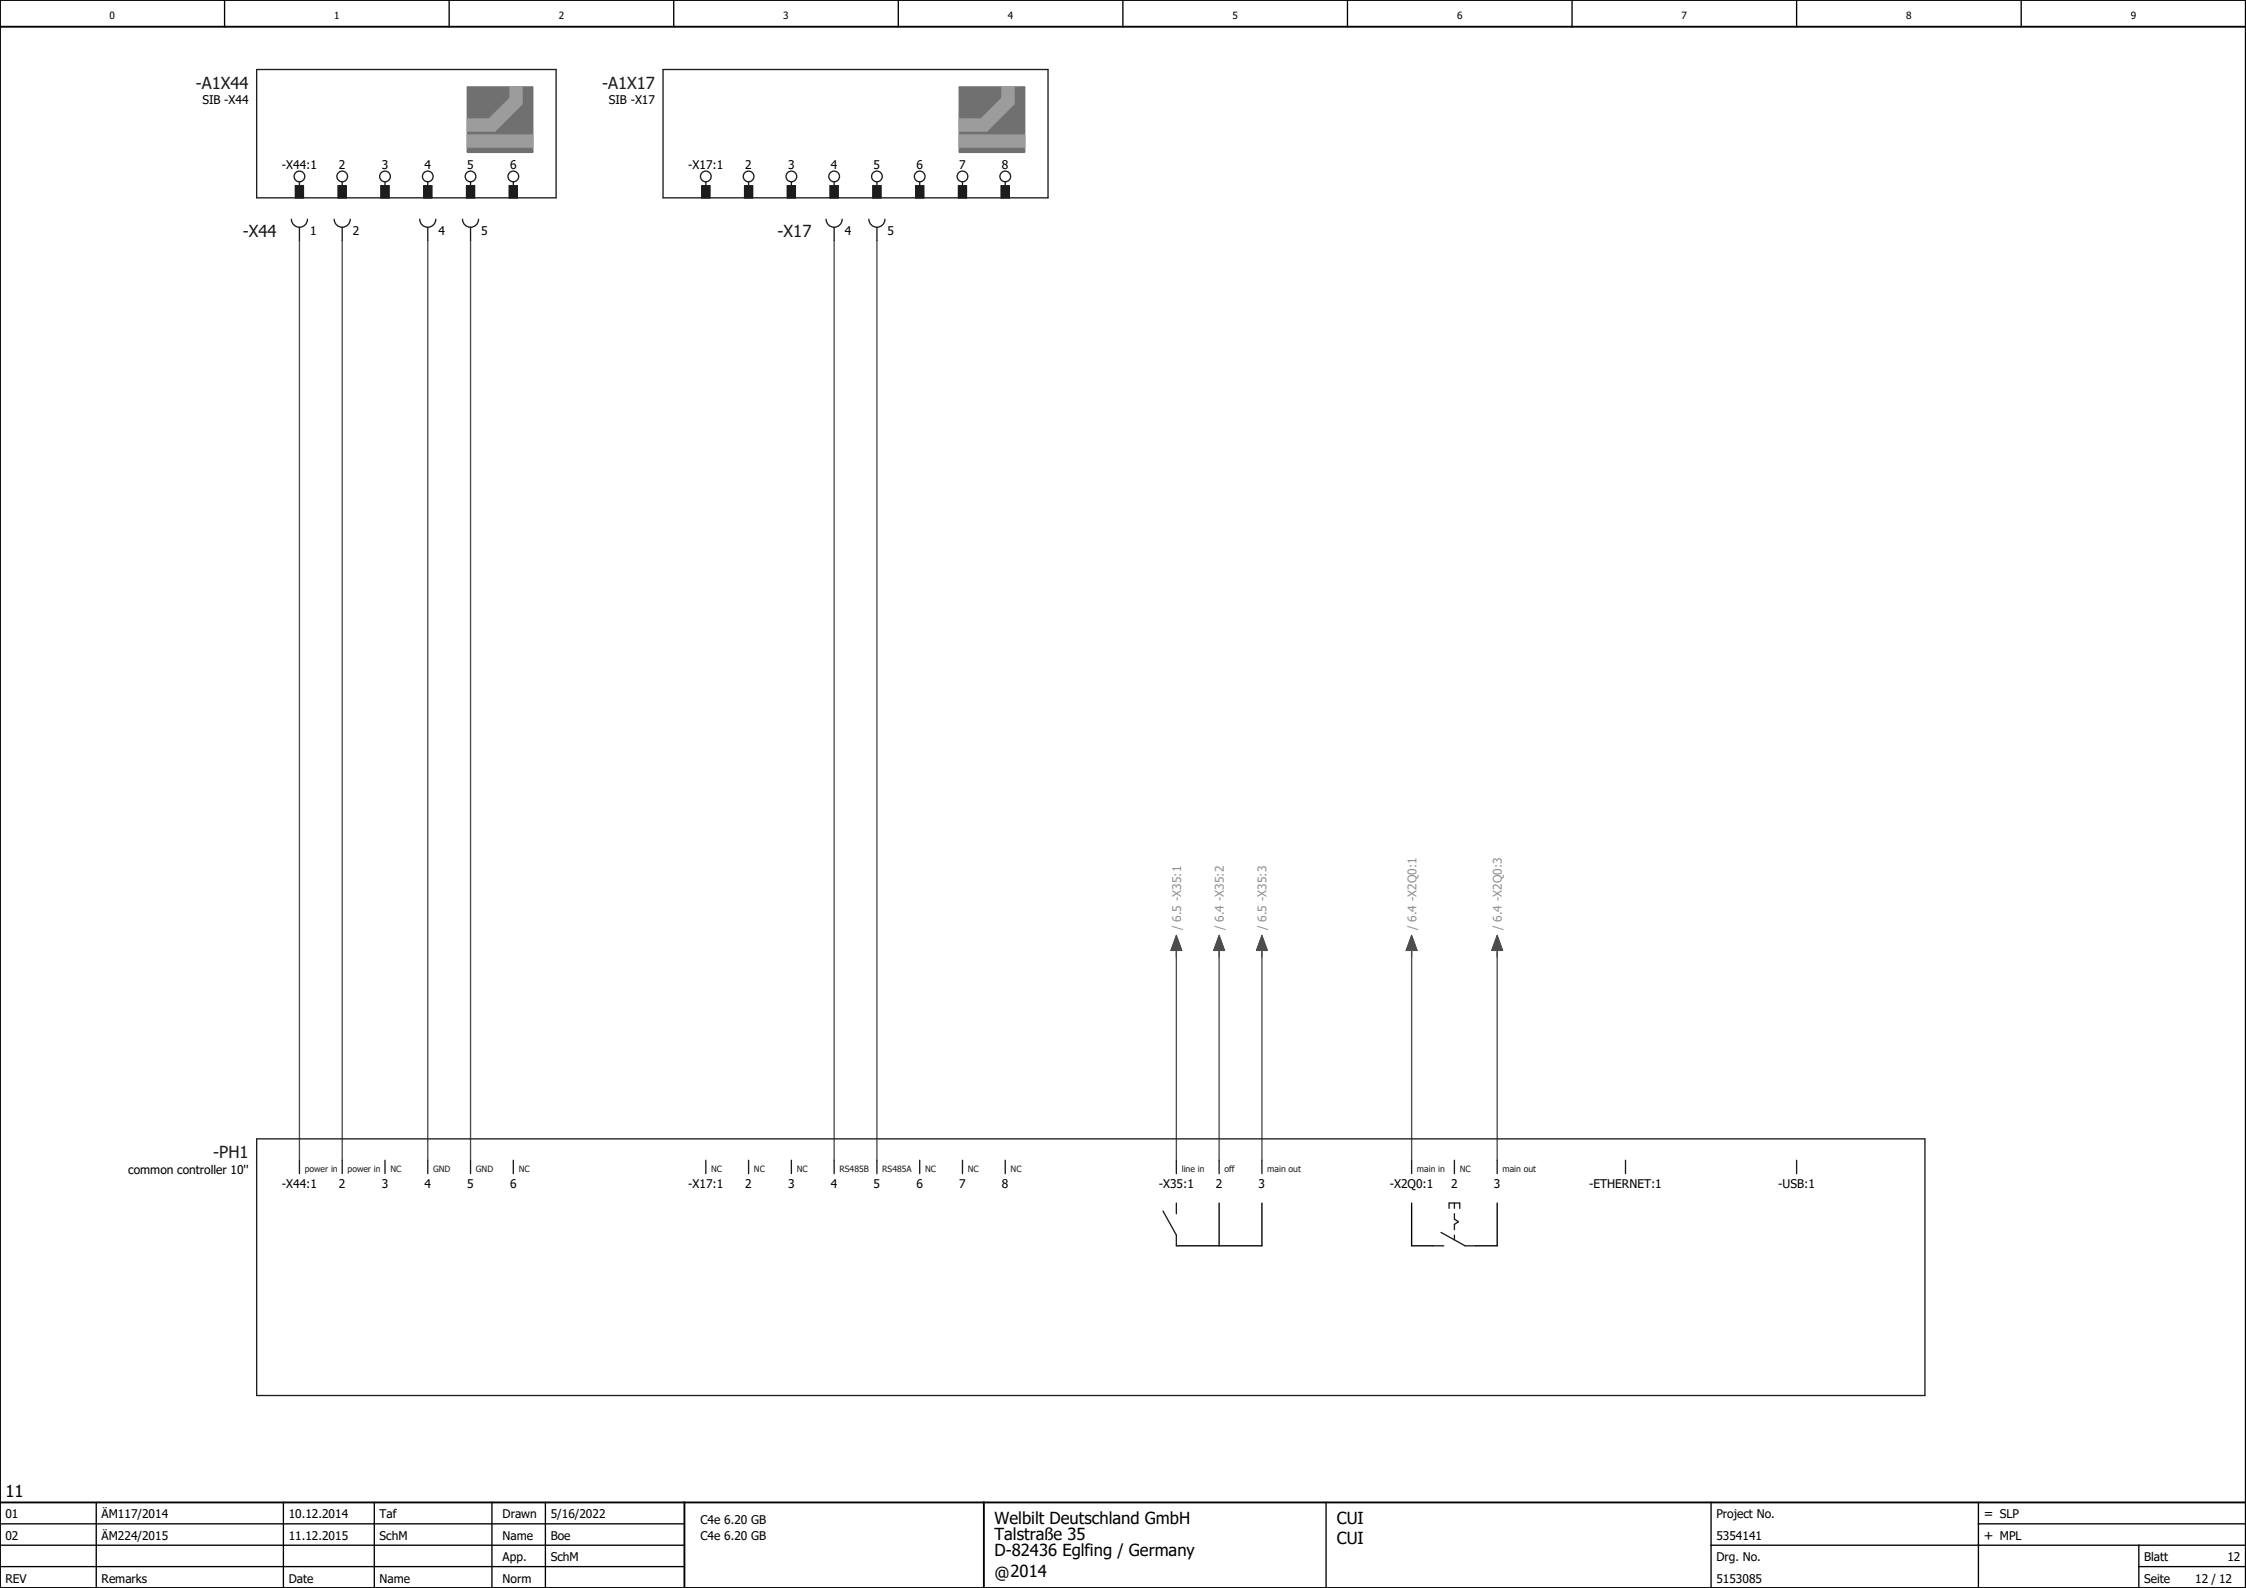 0 1 2 3 4 5 6 7 8 9
-A1X44
SIB -X44
-X44:1 2 3 4 5 6
-X44 1 2 4 5
-A1X17
SIB -X17
-X17:1 2 3 4 5 6 7 8
-X17 4 5
/ 6.5 -X35:1
/ 6.4 -X35:2
/ 6.5 -X35:3
/ 6.4 -X2Q0:1
/ 6.4 -X2Q0:3
-PH1
common controller 10"
power in power in NC GND GND NC
-X44:1 2 3 4 5 6
NC NC NC RS485B RS485A NC NC NC
-X17:1 2 3 4 5 6 7 8
line in off main out
-X35:1 2 3
main in NC main out
-X2Q0:1 2 3
-ETHERNET:1
-USB:1
11
01 ÄM117/2014 10.12.2014 Taf Drawn 5/16/2022
02 ÄM224/2015 11.12.2015 SchM Name Boe
App. SchM
REV Remarks Date Name Norm
C4e 6.20 GB
C4e 6.20 GB
Welbilt Deutschland GmbH
Talstraße 35
D-82436 Eglfing / Germany
@2014
CUI
CUI
Project No.
5354141
Drg. No.
5153085
= SLP
+ MPL
Blatt 12
Seite 12 / 12